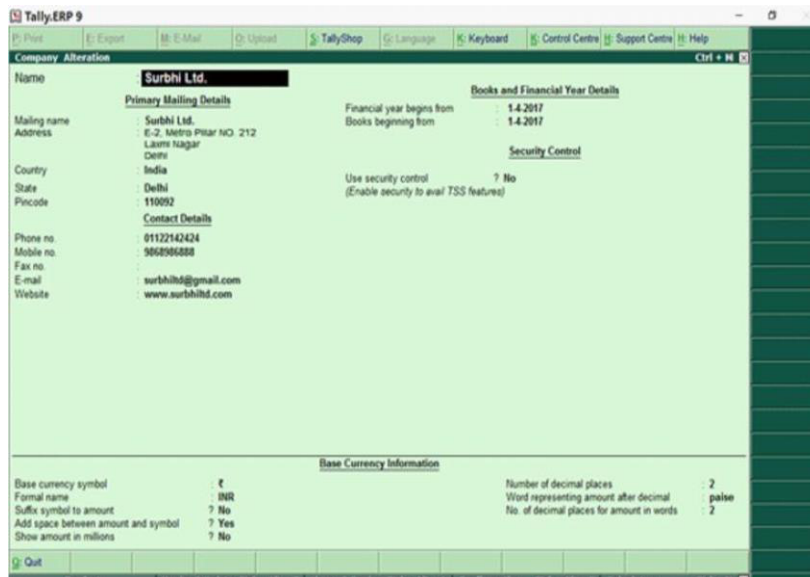 Tally.ERP 9
P: Print E: Export M: E-Mail O: Upload S: TallyShop G: Language K: Keyboard K: Control Centre H: Support Centre H: Help
Company Alteration Ctrl + M
Name : Surbhi Ltd.
Primary Mailing Details
Mailing name : Surbhi Ltd.
Address : E-2, Metro Pillar NO. 212
Laxmi Nagar
Delhi
Country : India
State : Delhi
Pincode : 110092
Contact Details
Phone no. : 01122142424
Mobile no. : 9868986888
Fax no. :
E-mail : surbhiltd@gmail.com
Website : www.surbhiltd.com
Books and Financial Year Details
Financial year begins from : 1-4-2017
Books beginning from : 1-4-2017
Security Control
Use security control ? No
(Enable security to avail TSS features)
Base Currency Information
Base currency symbol : ₹
Formal name : INR
Suffix symbol to amount ? No
Add space between amount and symbol ? Yes
Show amount in millions ? No
Number of decimal places : 2
Word representing amount after decimal : paise
No. of decimal places for amount in words : 2
Q: Quit